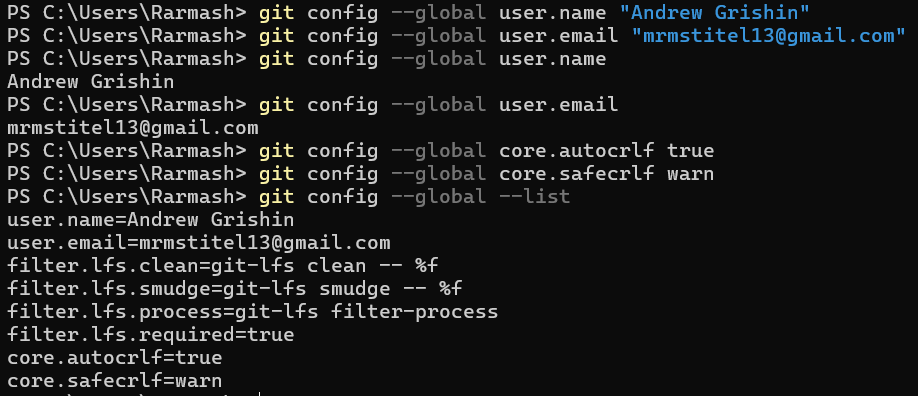 PS C:\Users\Rarmash> git config --global user.name "Andrew Grishin"
PS C:\Users\Rarmash> git config --global user.email "mrmstitel13@gmail.com"
PS C:\Users\Rarmash> git config --global user.name
Andrew Grishin
PS C:\Users\Rarmash> git config --global user.email
mrmstitel13@gmail.com
PS C:\Users\Rarmash> git config --global core.autocrlf true
PS C:\Users\Rarmash> git config --global core.safecrlf warn
PS C:\Users\Rarmash> git config --global --list
user.name=Andrew Grishin
user.email=mrmstitel13@gmail.com
filter.lfs.clean=git-lfs clean -- %f
filter.lfs.smudge=git-lfs smudge -- %f
filter.lfs.process=git-lfs filter-process
filter.lfs.required=true
core.autocrlf=true
core.safecrlf=warn